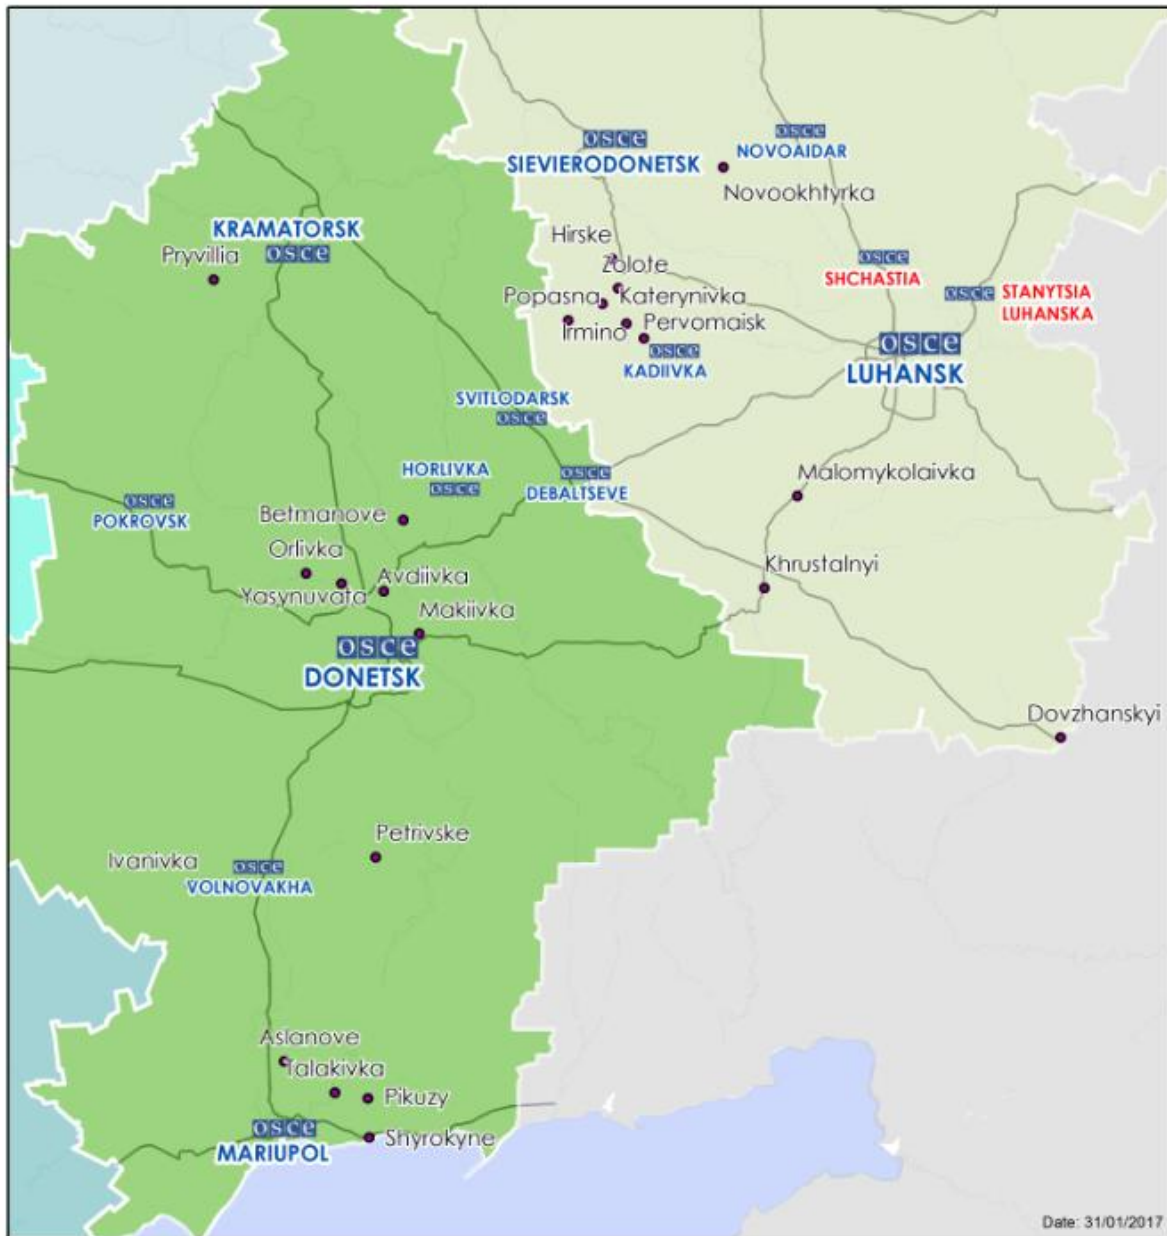 osce
NOVOAIDAR
osce
SIEVIERODONETSK
Novookhtyrka
KRAMATORSK
osce
Pryvillia
Hirske
Zolote
osce
SHCHASTIA
Popasna
Katerynivka
osce
STANYTSIA
LUHANSKA
Irmino
Pervomaisk
osce
KADIIVKA
osce
LUHANSK
SVITLODARSK
osce
HORLIVKA
osce
osce
DEBALTSEVE
Malomykolaivka
osce
POKROVSK
Betmanove
Orlivka
Avdiivka
Yasynuvata
Khrustalnyi
Makiivka
osce
DONETSK
Dovzhanskyi
Petrivske
Ivanivka
osce
VOLNOVAKHA
Aslanove
Talakivka
Pikuzy
osce
MARIUPOL
Shyrokyne
Date: 31/01/2017